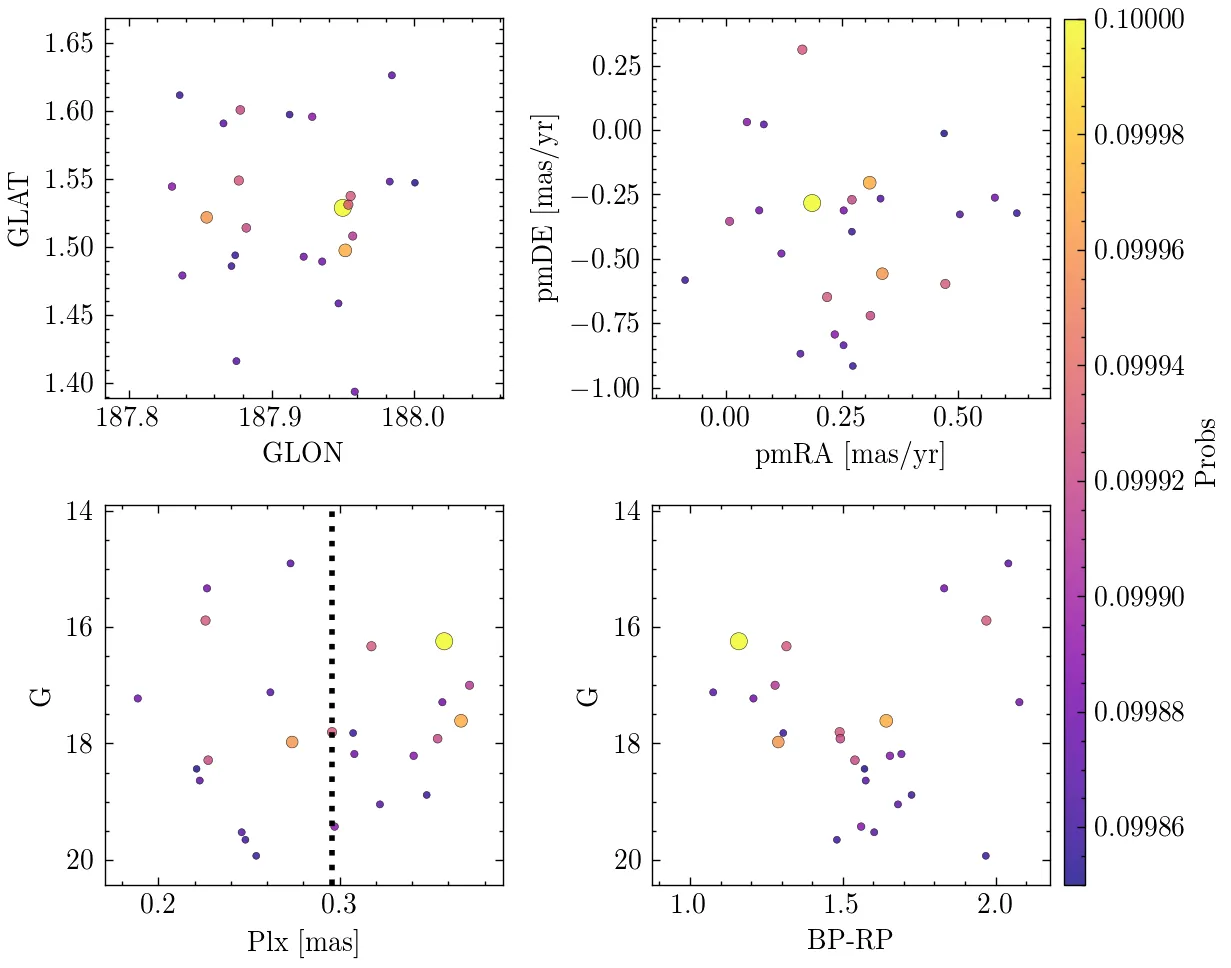 1.65
1.60
1.55
1.50
1.45
1.40
GLAT
187.8 187.9 188.0
GLON
0.25
0.00
−0.25
−0.50
−0.75
−1.00
pmDE [mas/yr]
0.00 0.25 0.50
pmRA [mas/yr]
0.10000
0.09998
0.09996
0.09994
0.09992
0.09990
0.09988
0.09986
Probs
14
16
18
20
G
0.2 0.3
Plx [mas]
14
16
18
20
G
1.0 1.5 2.0
BP-RP